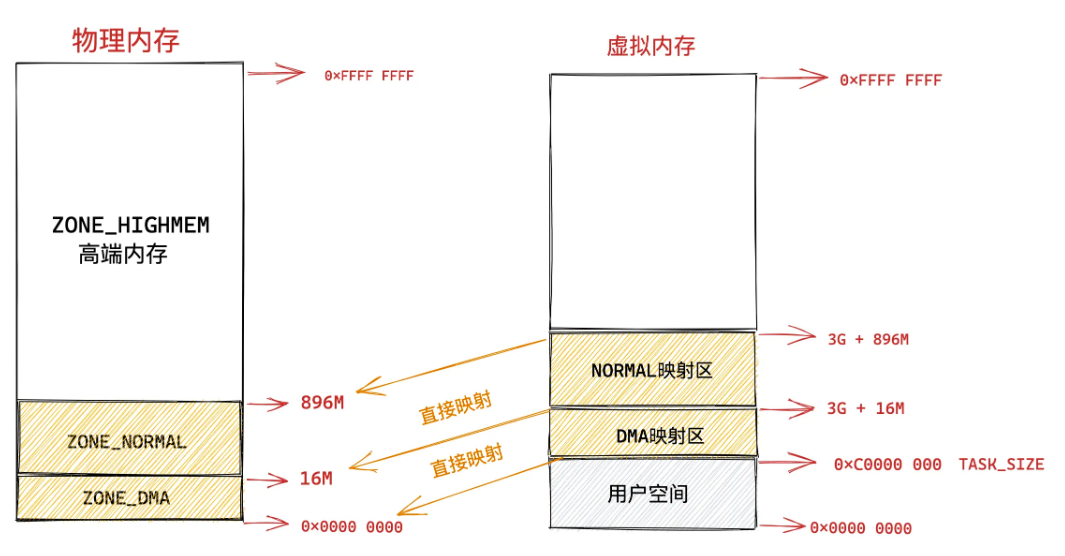 物理内存
0×FFFF FFFF
ZONE_HIGHMEM
高端内存
896M
ZONE_NORMAL
16M
ZONE_DMA
0×0000 0000
直接映射
直接映射
虚拟内存
0×FFFF FFFF
3G + 896M
NORMAL映射区
3G + 16M
DMA映射区
0×C0000 000 TASK_SIZE
用户空间
0×0000 0000